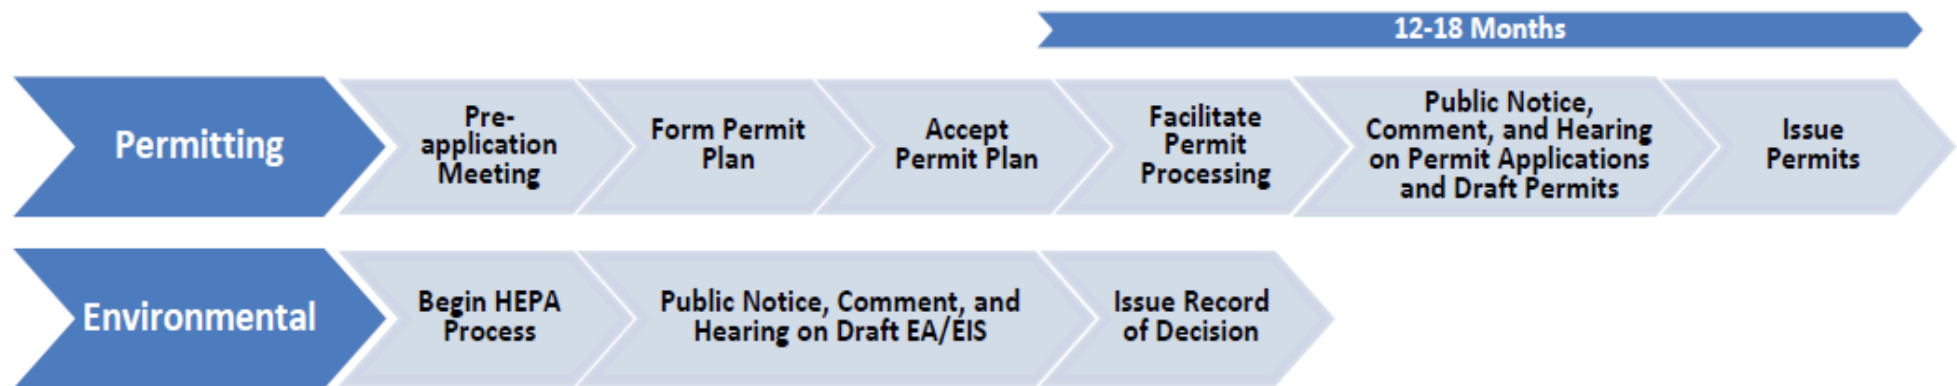 12-18 Months
Permitting
Pre-
application
Meeting
Form Permit
Plan
Accept
Permit Plan
Facilitate
Permit
Processing
Public Notice,
Comment, and Hearing
on Permit Applications
and Draft Permits
Issue
Permits
Environmental
Begin HEPA
Process
Public Notice, Comment, and
Hearing on Draft EA/EIS
Issue Record
of Decision